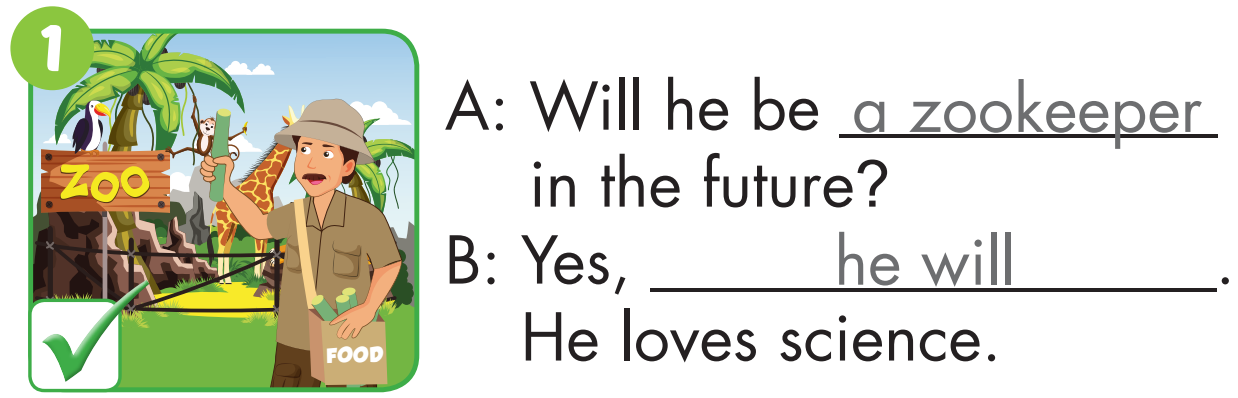 1
ZOO
FOOD
A: Will he be a zookeeper
in the future?
B: Yes, he will.
He loves science.